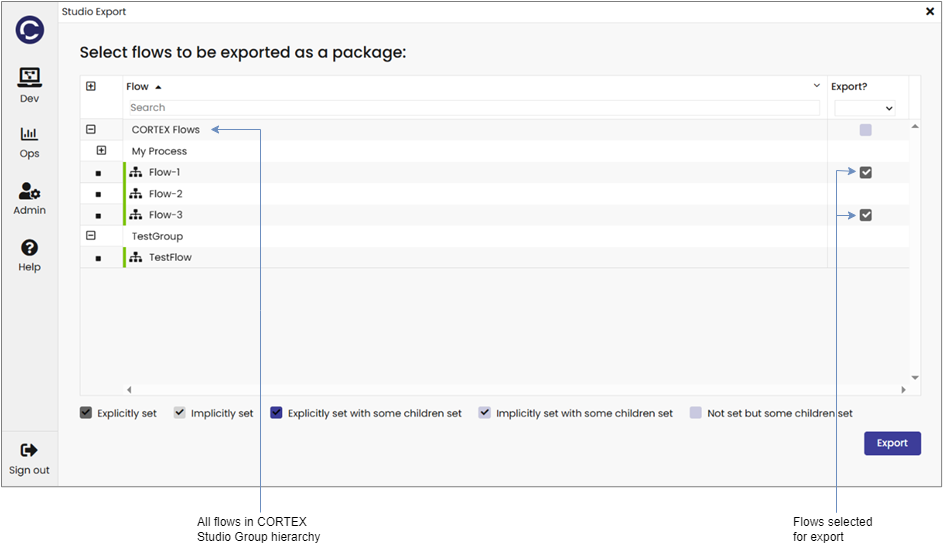 Studio Export
Select flows to be exported as a package:
Flow
Export?
Search
CORTEX Flows
My Process
Flow-1
Flow-2
Flow-3
TestGroup
TestFlow
Dev
Ops
Admin
Help
Explicitly set
Implicitly set
Explicitly set with some children set
Implicitly set with some children set
Not set but some children set
Export
Sign out
All flows in CORTEX
Studio Group hierarchy
Flows selected
for export